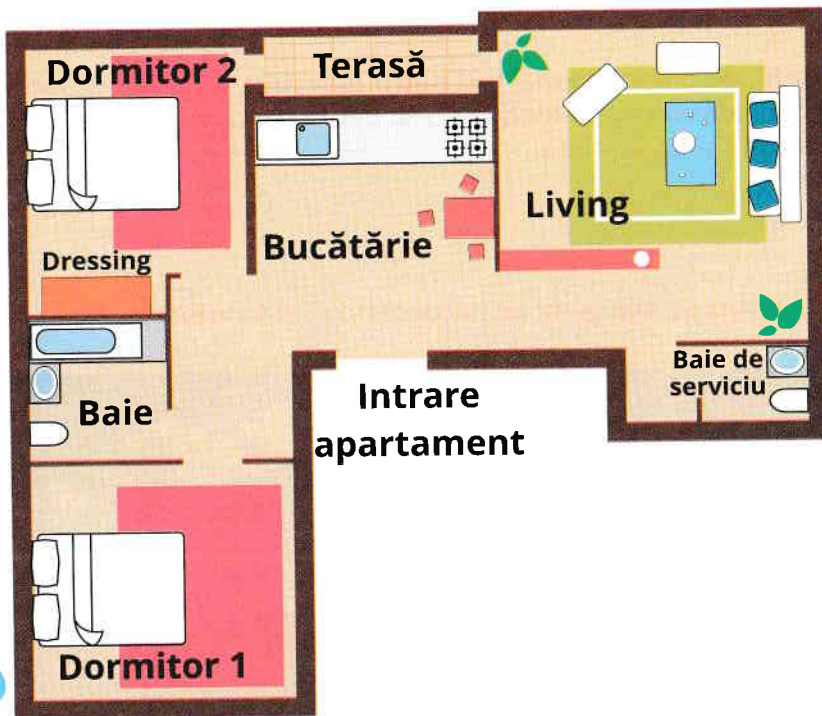 Dormitor 2
Terasă
Living
Bucătărie
Dressing
Baie de
serviciu
Baie
Intrare
apartament
Dormitor 1